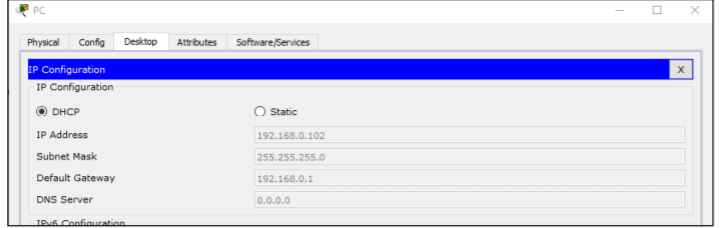 PC
Physical Config Desktop Attributes Software/Services
IP Configuration X
IP Configuration
DHCP Static
IP Address 192.168.0.102
Subnet Mask 255.255.255.0
Default Gateway 192.168.0.1
DNS Server 0.0.0.0
IPv6 Configuration